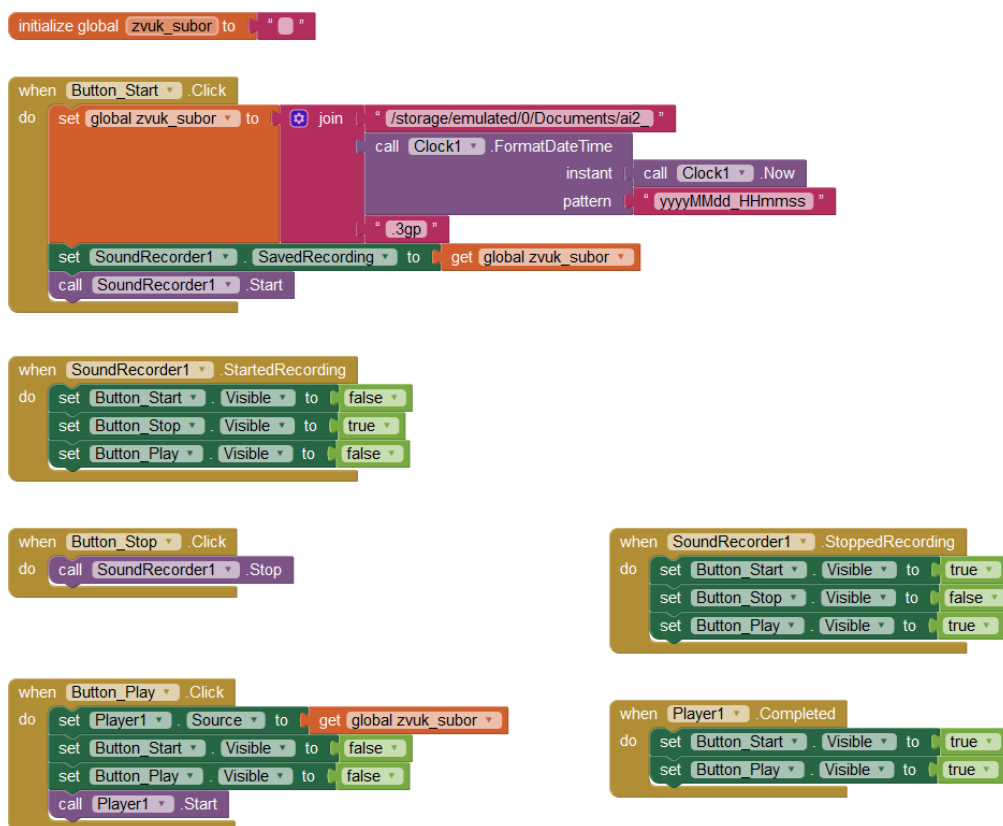 initialize global zvuk_subor to " "
when Button_Start .Click
do set global zvuk_subor to join " /storage/emulated/0/Documents/ai2_ "
call Clock1 .FormatDateTime
instant call Clock1 .Now
pattern " yyyyMMdd_HHmmss "
" .3gp "
set SoundRecorder1 . SavedRecording to get global zvuk_subor
call SoundRecorder1 .Start
when SoundRecorder1 .StartedRecording
do set Button_Start . Visible to false
set Button_Stop . Visible to true
set Button_Play . Visible to false
when Button_Stop .Click
do call SoundRecorder1 .Stop
when SoundRecorder1 .StoppedRecording
do set Button_Start . Visible to true
set Button_Stop . Visible to false
set Button_Play . Visible to true
when Button_Play .Click
do set Player1 . Source to get global zvuk_subor
set Button_Start . Visible to false
set Button_Play . Visible to false
call Player1 .Start
when Player1 .Completed
do set Button_Start . Visible to true
set Button_Play . Visible to true